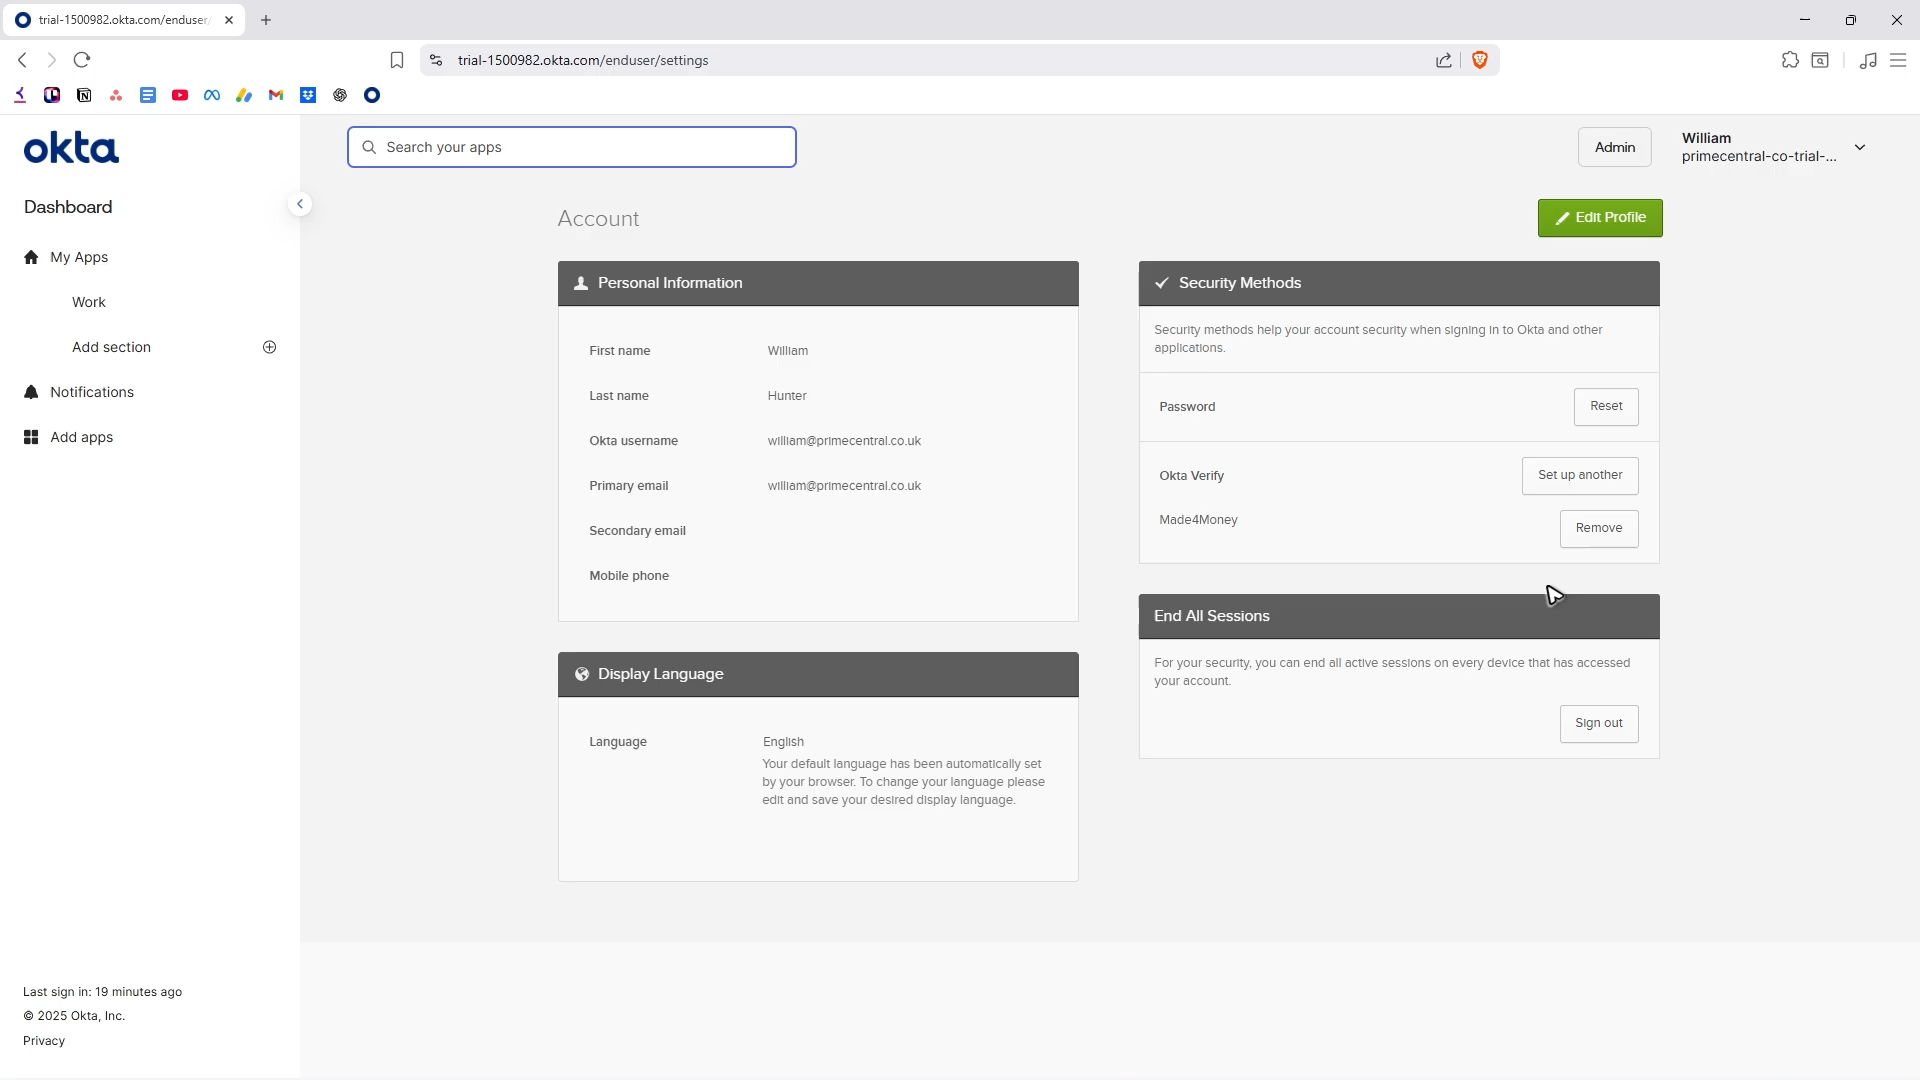 trial-1500982.okta.com/enduser/
trial-1500982.okta.com/enduser/settings
okta
Search your apps
Admin
William
primecentral-co-trial-...
Dashboard
My Apps
Work
Add section
Notifications
Add apps
Account
Edit Profile
Personal Information
First name William
Last name Hunter
Okta username william@primecentral.co.uk
Primary email william@primecentral.co.uk
Secondary email
Mobile phone
Display Language
Language English
Your default language has been automatically set
by your browser. To change your language please
edit and save your desired display language.
Security Methods
Security methods help your account security when signing in to Okta and other
applications.
Password Reset
Okta Verify Set up another
Made4Money Remove
End All Sessions
For your security, you can end all active sessions on every device that has accessed
your account.
Sign out
Last sign in: 19 minutes ago
© 2025 Okta, Inc.
Privacy